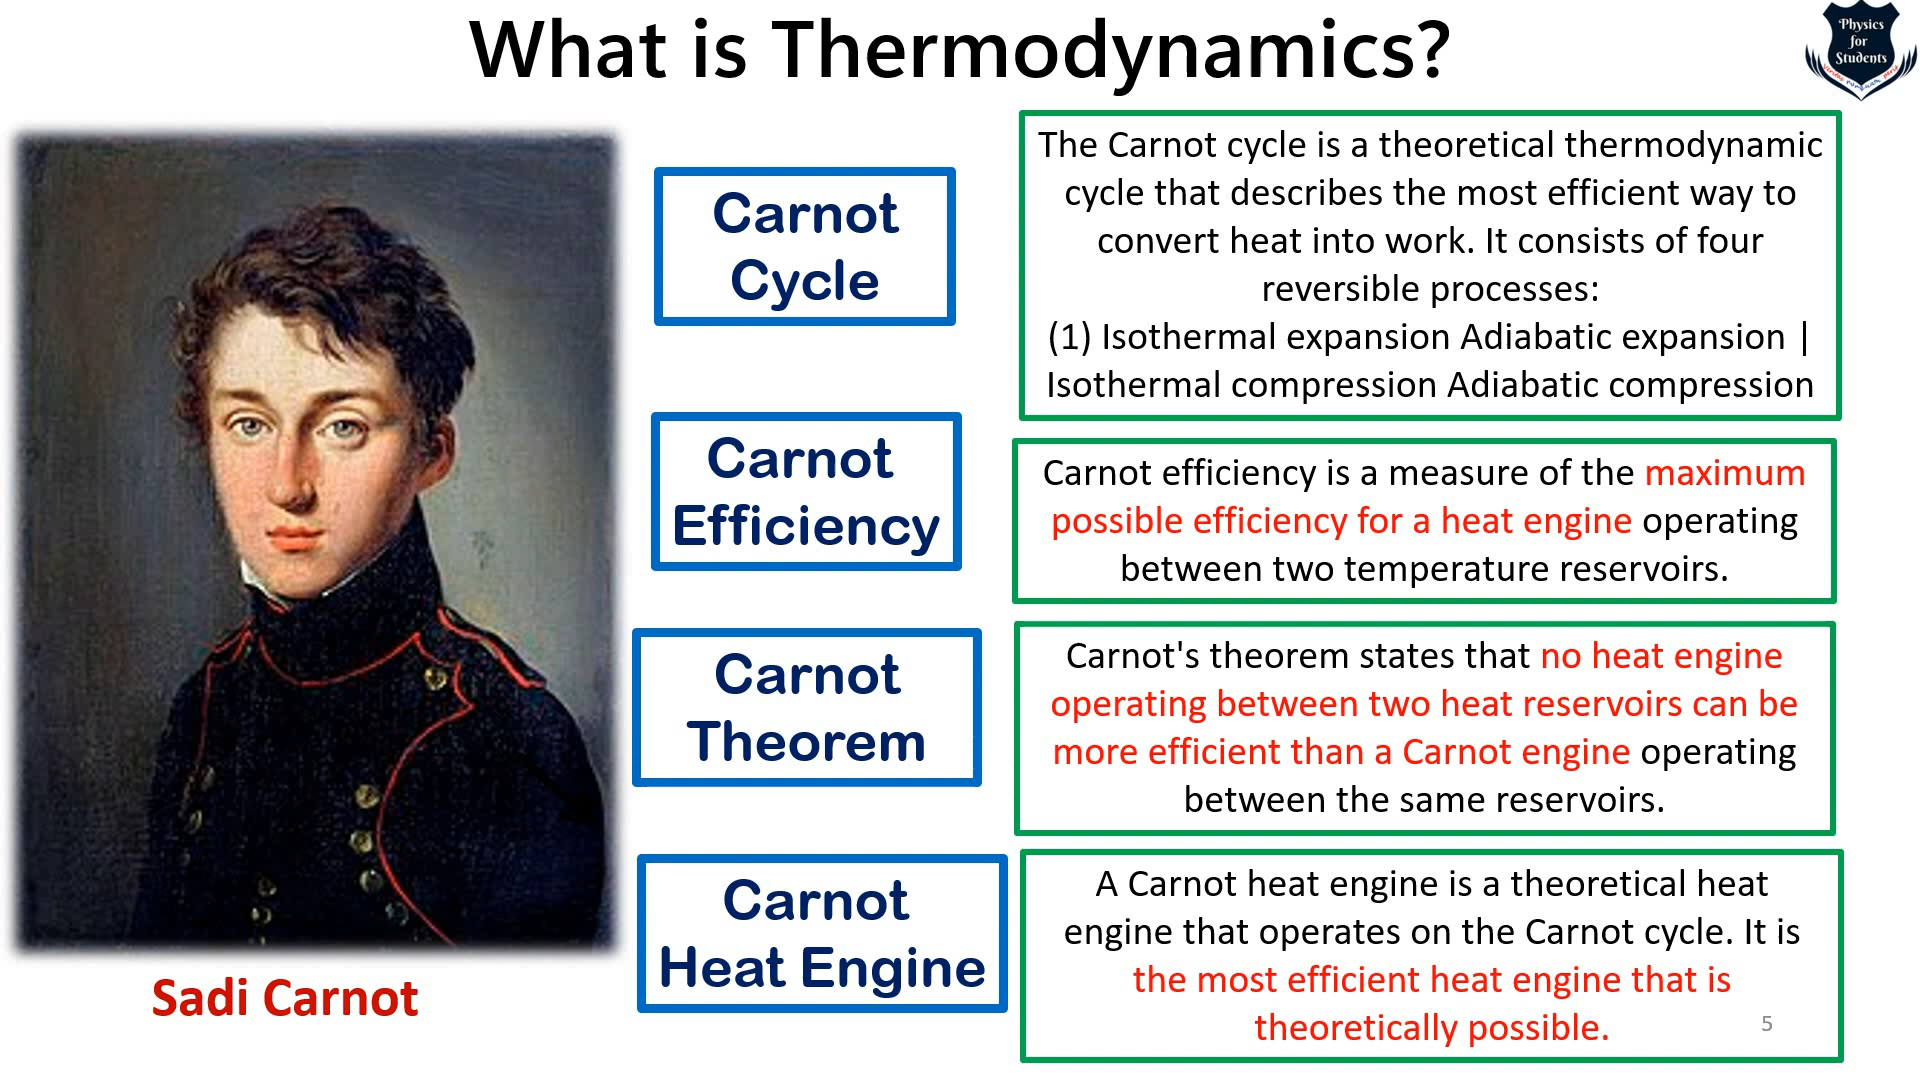 What is Thermodynamics?
Physics
for
Students
Carnot
Cycle
The Carnot cycle is a theoretical thermodynamic
cycle that describes the most efficient way to
convert heat into work. It consists of four
reversible processes:
(1) Isothermal expansion Adiabatic expansion |
Isothermal compression Adiabatic compression
Carnot
Efficiency
Carnot efficiency is a measure of the maximum
possible efficiency for a heat engine operating
between two temperature reservoirs.
Carnot
Theorem
Carnot's theorem states that no heat engine
operating between two heat reservoirs can be
more efficient than a Carnot engine operating
between the same reservoirs.
Carnot
Heat Engine
A Carnot heat engine is a theoretical heat
engine that operates on the Carnot cycle. It is
the most efficient heat engine that is
theoretically possible.
Sadi Carnot
5